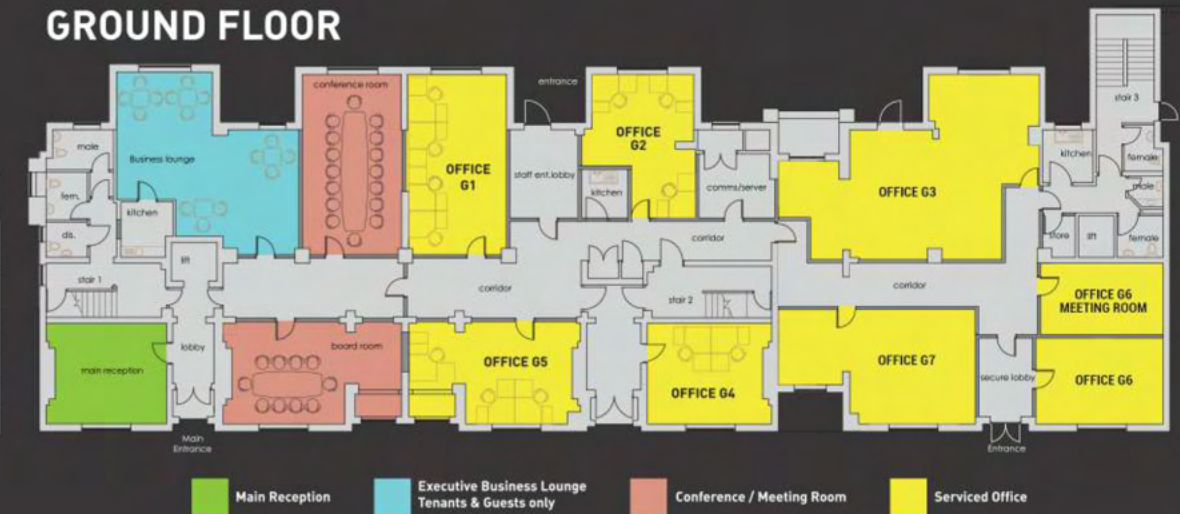 GROUND FLOOR
conference room
entrance
stair 3
male
Business lounge
OFFICE
G1
OFFICE
G2
staff ent.lobby
kitchen
comms/server
OFFICE G3
kitchen
female
male
fem.
kitchen
dis.
store
lift
female
corridor
lift
stair 1
corridor
stair 2
corridor
OFFICE G6
MEETING ROOM
main reception
lobby
board room
OFFICE G5
OFFICE G4
OFFICE G7
secure lobby
OFFICE G6
Main
Entrance
Entrance
Main Reception
Executive Business Lounge
Tenants & Guests only
Conference / Meeting Room
Serviced Office